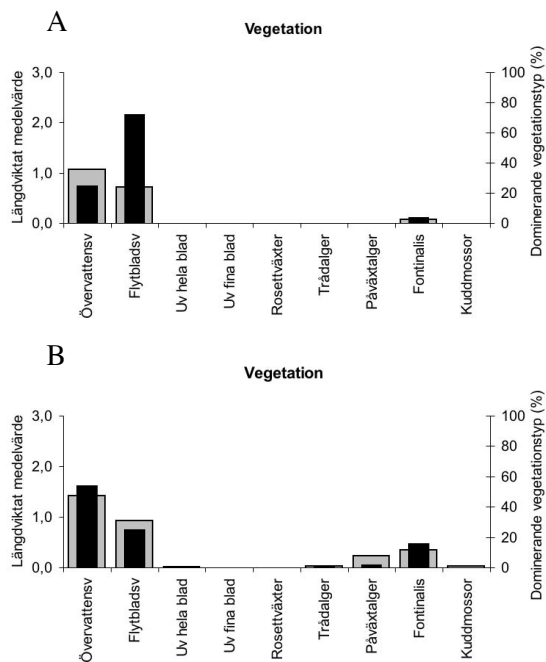 A
Vegetation
Längdviktat medelvärde
3,0
2,0
1,0
0,0
100
80
60
40
20
0
Dominerande vegetationstyp (%)
Övervattensv
Flytbladsv
Uv hela blad
Uv fina blad
Rosettväxter
Trådalger
Påväxtalger
Fontinalis
Kuddmossor
B
Vegetation
Längdviktat medelvärde
3,0
2,0
1,0
0,0
100
80
60
40
20
0
Dominerande vegetationstyp (%)
Övervattensv
Flytbladsv
Uv hela blad
Uv fina blad
Rosettväxter
Trådalger
Påväxtalger
Fontinalis
Kuddmossor